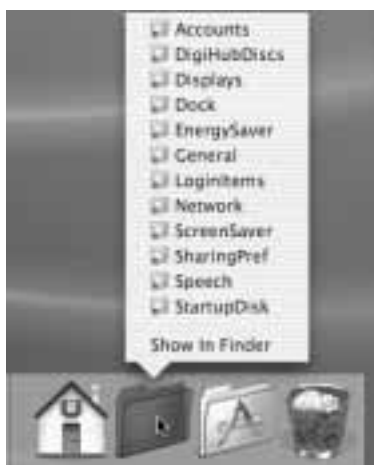 Accounts
DigiHubDiscs
Displays
Dock
EnergySaver
General
LoginItems
Network
ScreenSaver
SharingPref
Speech
StartupDisk
Show In Finder